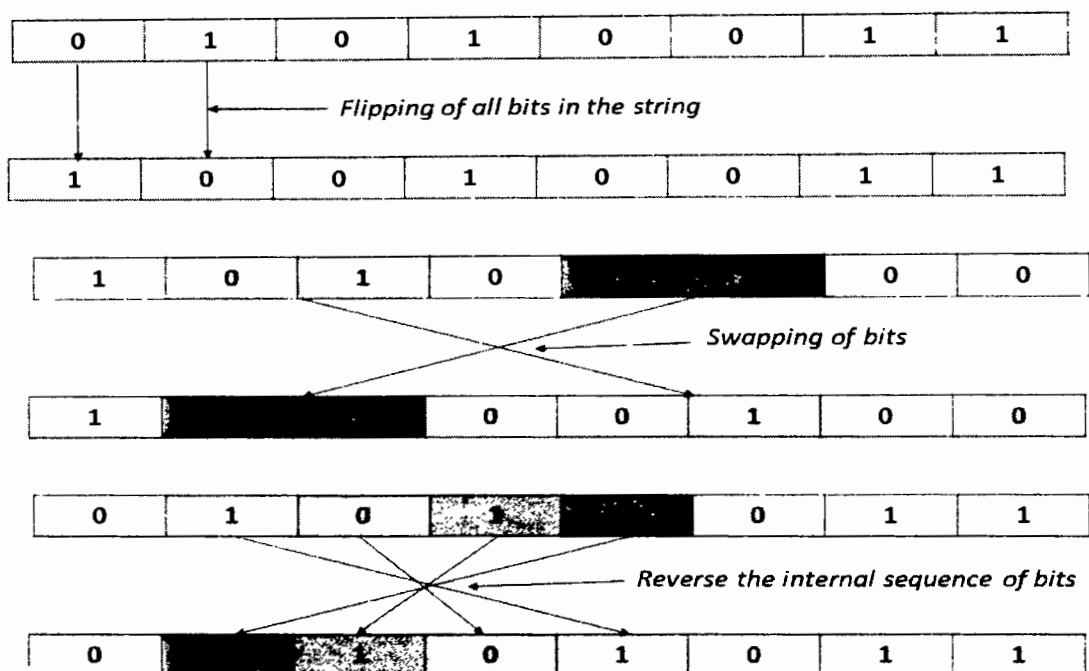 0 1 0 1 0 0 1 1
Flipping of all bits in the string
1 0 0 1 0 0 1 1
1 0 1 0 0 0
Swapping of bits
1 0 0 1 0 0
0 1 0 1 0 1 1
Reverse the internal sequence of bits
0 1 0 1 0 1 1